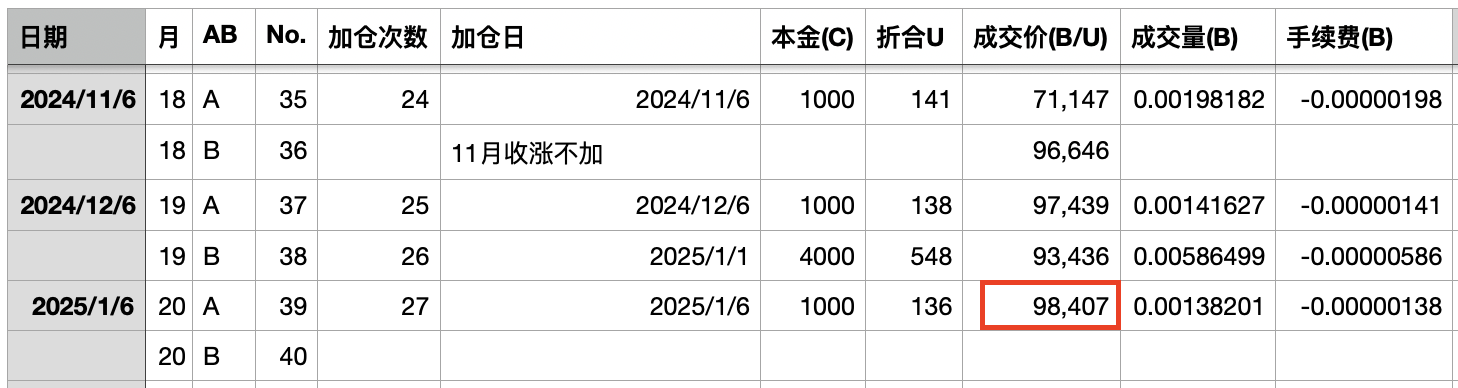 日期 月 AB No. 加仓次数 加仓日 本金(C) 折合U 成交价(B/U) 成交量(B) 手续费(B)
2024/11/6 18 A 35 24 2024/11/6 1000 141 71,147 0.00198182 -0.00000198
18 B 36 11月收涨不加 96,646
2024/12/6 19 A 37 25 2024/12/6 1000 138 97,439 0.00141627 -0.00000141
19 B 38 26 2025/1/1 4000 548 93,436 0.00586499 -0.00000586
2025/1/6 20 A 39 27 2025/1/6 1000 136 98,407 0.00138201 -0.00000138
20 B 40